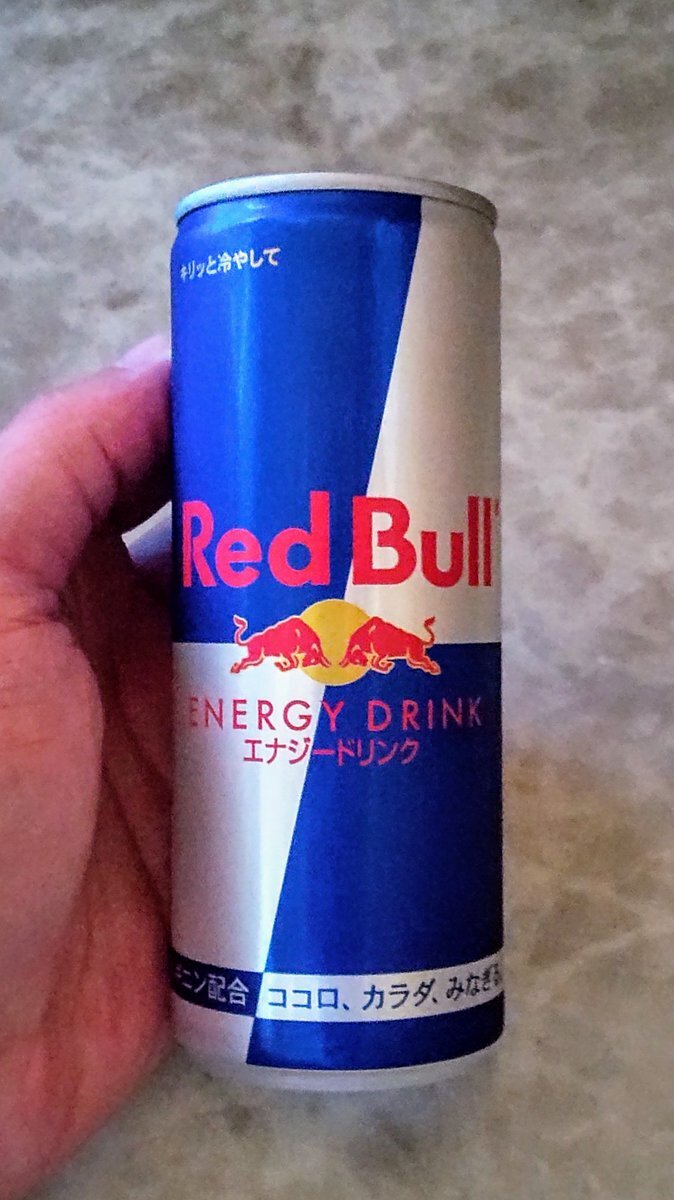 キリッと冷やして
Red Bull
ENERGY DRINK
エナジードリンク
ニン配合 ココロ、カラダ、みなぎる